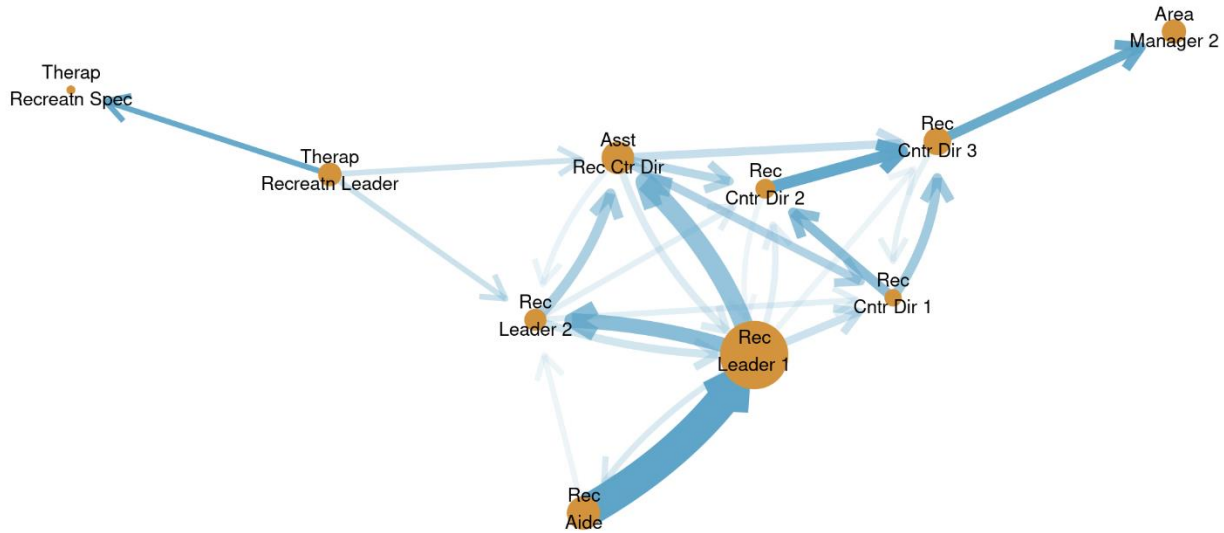 Area
Manager 2
Therap
Recreatn Spec
Rec
Cntr Dir 3
Asst
Rec Ctr Dir
Therap
Recreatn Leader
Rec
Cntr Dir 2
Rec
Cntr Dir 1
Rec
Leader 2
Rec
Leader 1
Rec
Aide